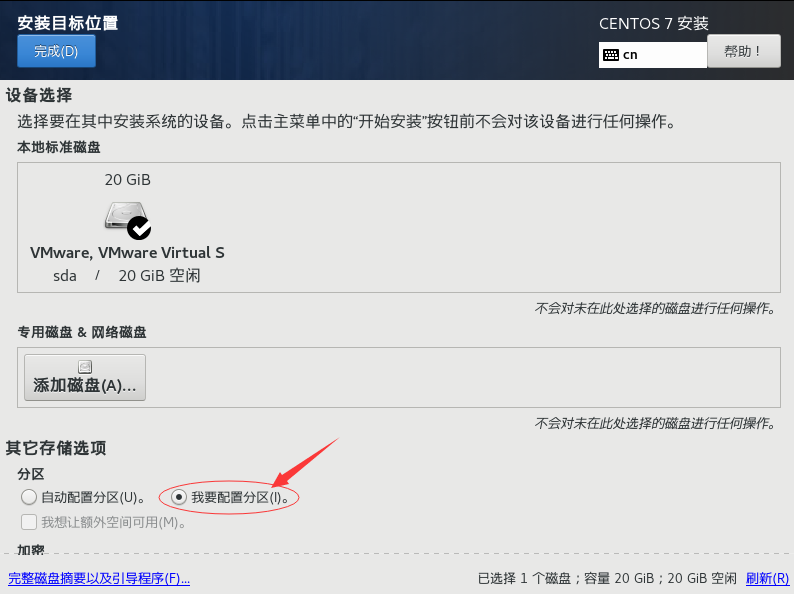 安装目标位置
CENTOS 7 安装
完成(D)
cn
帮助！
设备选择
选择要在其中安装系统的设备。点击主菜单中的“开始安装”按钮前不会对该设备进行任何操作。
本地标准磁盘
20 GiB
VMware, VMware Virtual S
sda / 20 GiB 空闲
不会对未在此处选择的磁盘进行任何操作。
专用磁盘 & 网络磁盘
添加磁盘(A)...
不会对未在此处选择的磁盘进行任何操作。
其它存储选项
分区
自动配置分区(U)。 我要配置分区(I)。
我想让额外空间可用(M)。
加密
完整磁盘摘要以及引导程序(F)...
已选择 1 个磁盘；容量 20 GiB；20 GiB 空闲 刷新(R)